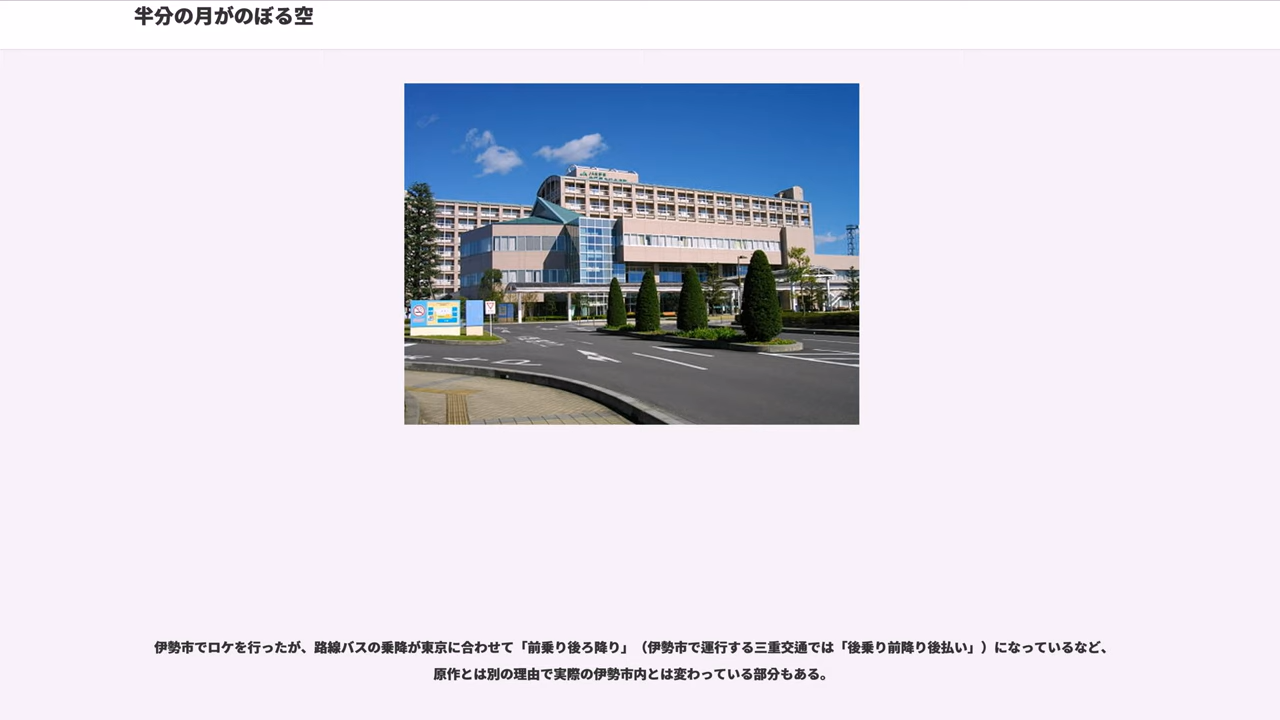 半分の月がのぼる空
伊勢市でロケを行ったが、路線バスの乗降が東京に合わせて「前乗り後ろ降り」（伊勢市で運行する三重交通では「後乗り前降り後払い」）になっているなど、
原作とは別の理由で実際の伊勢市内とは変わっている部分もある。